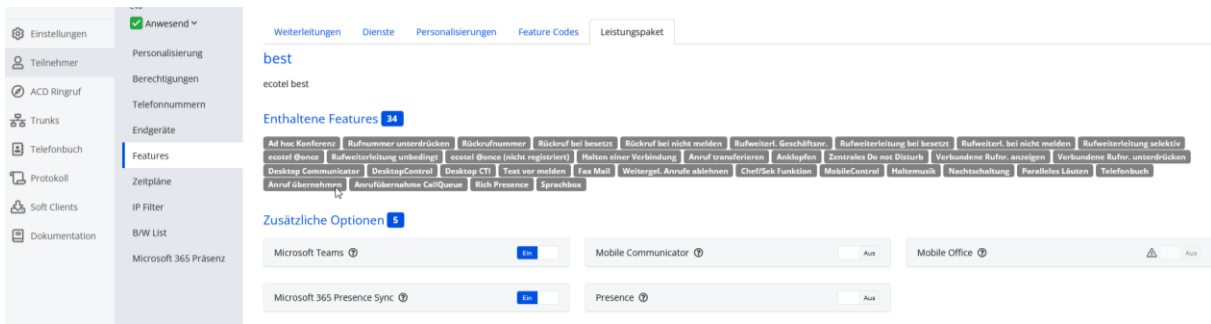 Einstellungen
Teilnehmer
ACD Ringruf
Trunks
Telefonbuch
Protokoll
Soft Clients
Dokumentation
Anwesend
Personalisierung
Berechtigungen
Telefonnummern
Endgeräte
Features
Zeitpläne
IP Filter
B/W List
Microsoft 365 Präsenz
Weiterleitungen Dienste Personalisierungen Feature Codes Leistungspaket
best
ecotel best
Enthaltene Features 34
Ad hoc Konferenz Rufnummer unterdrücken Rückrufnummer Rückruf bei besetzt Rückruf bei nicht melden Rufweiterl. Geschäftsnr. Rufweiterleitung bei besetzt Rufweiterl. bei nicht melden Rufweiterleitung selektiv
ecotel @once Rufweiterleitung unbedingt ecotel @once (nicht registriert) Halten einer Verbindung Anruf transferieren Anklopfen Zentrales Do not Disturb Verbundene Rufnr. anzeigen Verbundene Rufnr. unterdrücken
Desktop Communicator DesktopControl Desktop CTI Text vor melden Fax Mail Weitergel. Anrufe ablehnen Chef/Sek Funktion MobileControl Haltemusik Nachtschaltung Paralleles Läuten Telefonbuch
Anruf übernehmen Anrufübernahme CallQueue Rich Presence Sprachbox
Zusätzliche Optionen 5
Microsoft Teams Ein Mobile Communicator Aus Mobile Office Aus
Microsoft 365 Presence Sync Ein Presence Aus